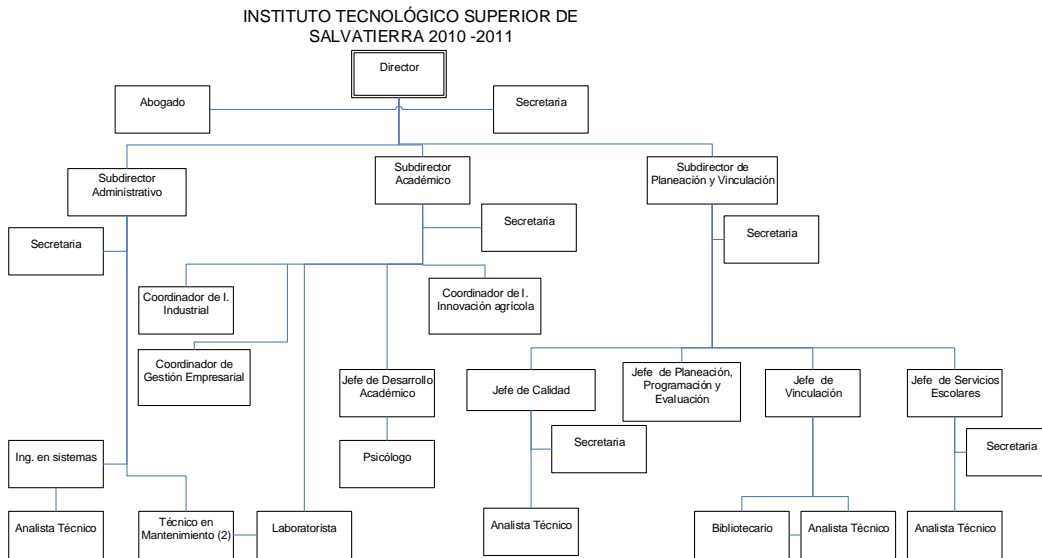 INSTITUTO TECNOLÓGICO SUPERIOR DE
SALVATIERRA 2010 -2011
Director
Abogado
Secretaria
Subdirector
Administrativo
Subdirector
Académico
Subdirector de
Planeación y Vinculación
Secretaria
Secretaria
Secretaria
Coordinador de I.
Industrial
Coordinador de I.
Innovación agrícola
Coordinador de
Gestión Empresarial
Jefe de Desarrollo
Académico
Jefe de Calidad
Jefe de Planeación,
Programación y
Evaluación
Jefe de
Vinculación
Jefe de Servicios
Escolares
Ing. en sistemas
Psicólogo
Secretaria
Secretaria
Analista Técnico
Técnico en
Mantenimiento (2)
Laboratorista
Analista Técnico
Bibliotecario
Analista Técnico
Analista Técnico